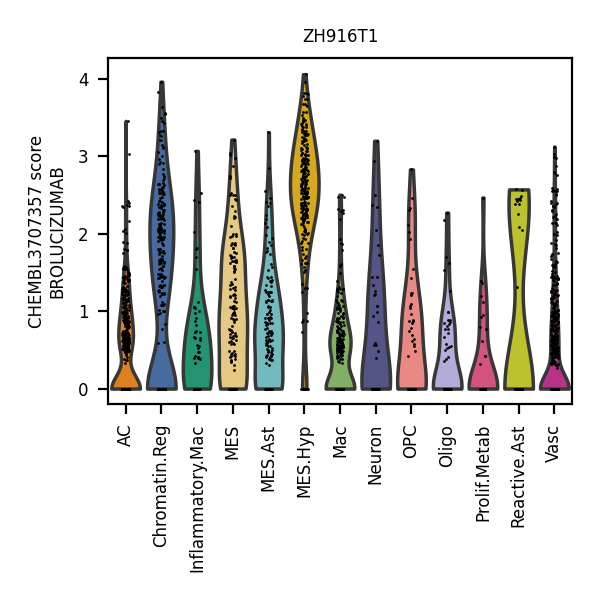 ZH916T1
CHEMBL3707357 score
BROLUCIZUMAB
4
3
2
1
0
AC
Chromatin.Reg
Inflammatory.Mac
MES
MES.Ast
MES.Hyp
Mac
Neuron
OPC
Oligo
Prolif.Metab
Reactive.Ast
Vasc